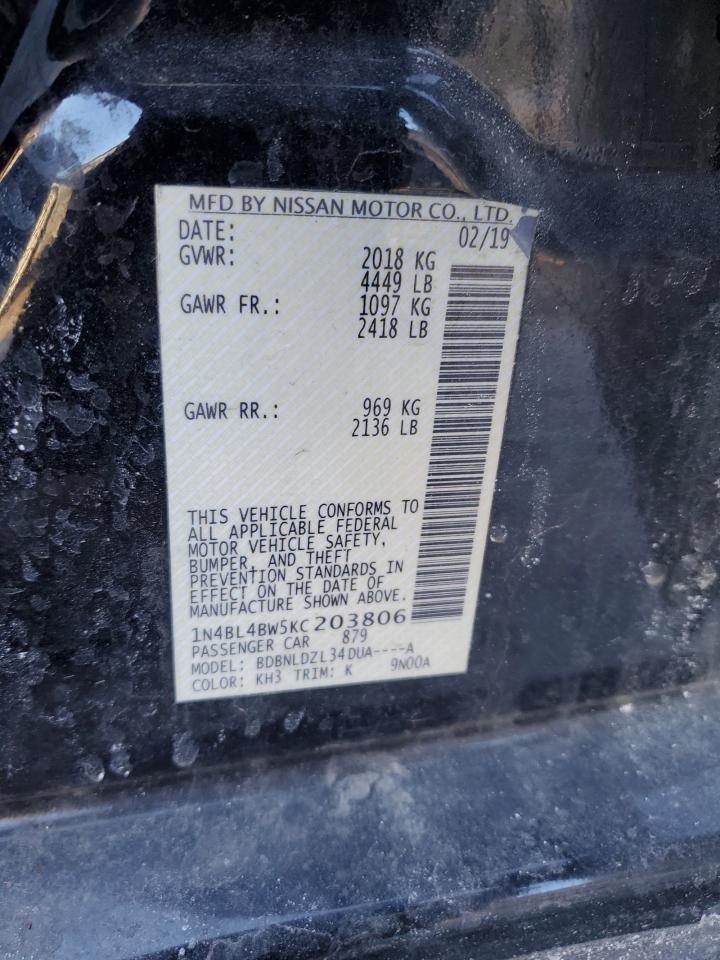 MFD BY NISSAN MOTOR CO., LTD.
DATE: 02/19
GVWR: 2018 KG
4449 LB
GAWR FR.: 1097 KG
2418 LB
GAWR RR.: 969 KG
2136 LB
THIS VEHICLE CONFORMS TO
ALL APPLICABLE FEDERAL
MOTOR VEHICLE SAFETY,
BUMPER, AND THEFT
PREVENTION STANDARDS IN
EFFECT ON THE DATE OF
MANUFACTURE SHOWN ABOVE.
1N4BL4BW5KC203806
PASSENGER CAR 879
MODEL: BDBNLDZL34DUA----A
COLOR: KH3 TRIM: K 9N00A